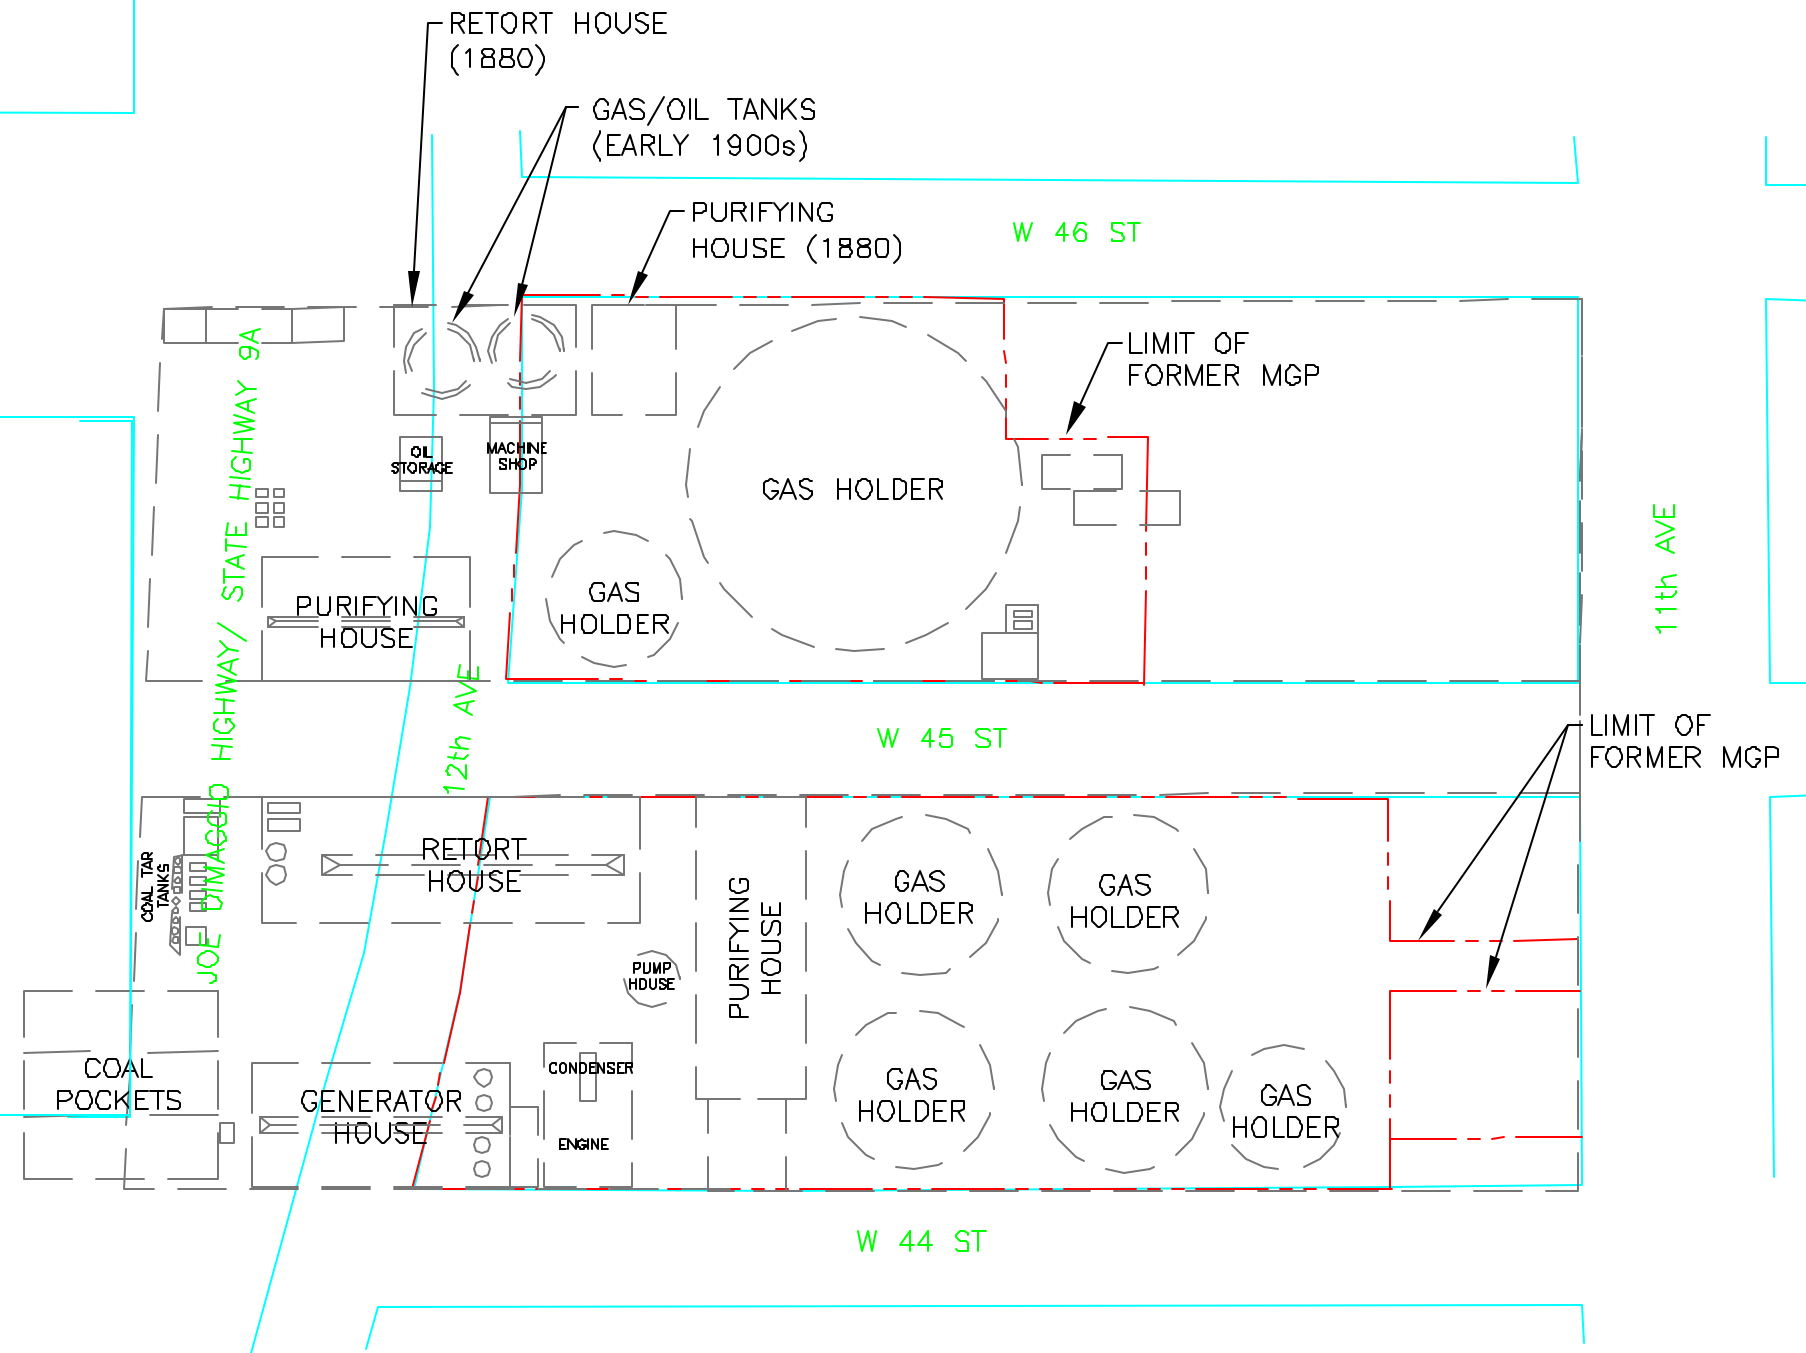 RETORT HOUSE
(1880)
GAS/OIL TANKS
(EARLY 1900s)
PURIFYING
HOUSE (1880)
W 46 ST
LIMIT OF
FORMER MGP
JOE DIMAGGIO HIGHWAY/ STATE HIGHWAY 9A
OIL
STORAGE
MACHINE
SHOP
GAS HOLDER
GAS
HOLDER
PURIFYING
HOUSE
11th AVE
12th AVE
W 45 ST
LIMIT OF
FORMER MGP
COAL TAR
TANKS
RETORT
HOUSE
PURIFYING
HOUSE
GAS
HOLDER
GAS
HOLDER
PUMP
HOUSE
COAL
POCKETS
GENERATOR
HOUSE
CONDENSER
ENGINE
GAS
HOLDER
GAS
HOLDER
GAS
HOLDER
W 44 ST